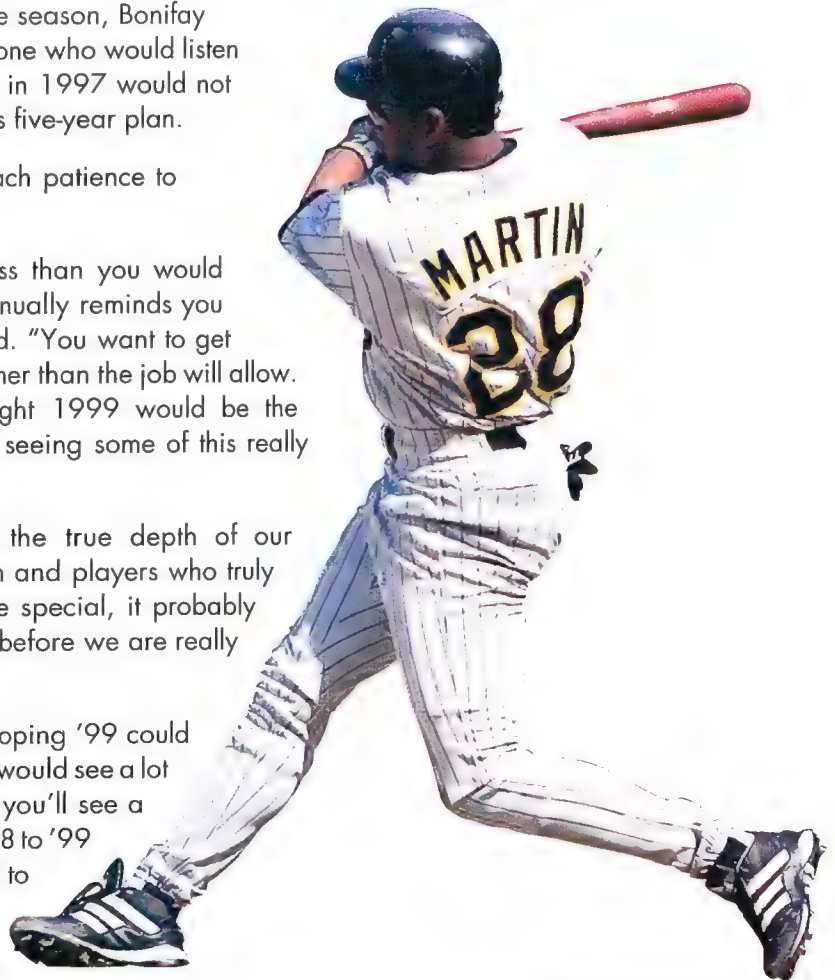 e season, Bonifay
one who would listen
in 1997 would not
s five-year plan.
ach patience to
ss than you would
nually reminds you
d. "You want to get
her than the job will allow.
ght 1999 would be the
seeing some of this really
the true depth of our
n and players who truly
e special, it probably
before we are really
oping '99 could
would see a lot
you'll see a
8 to '99
to
MARTIN
28